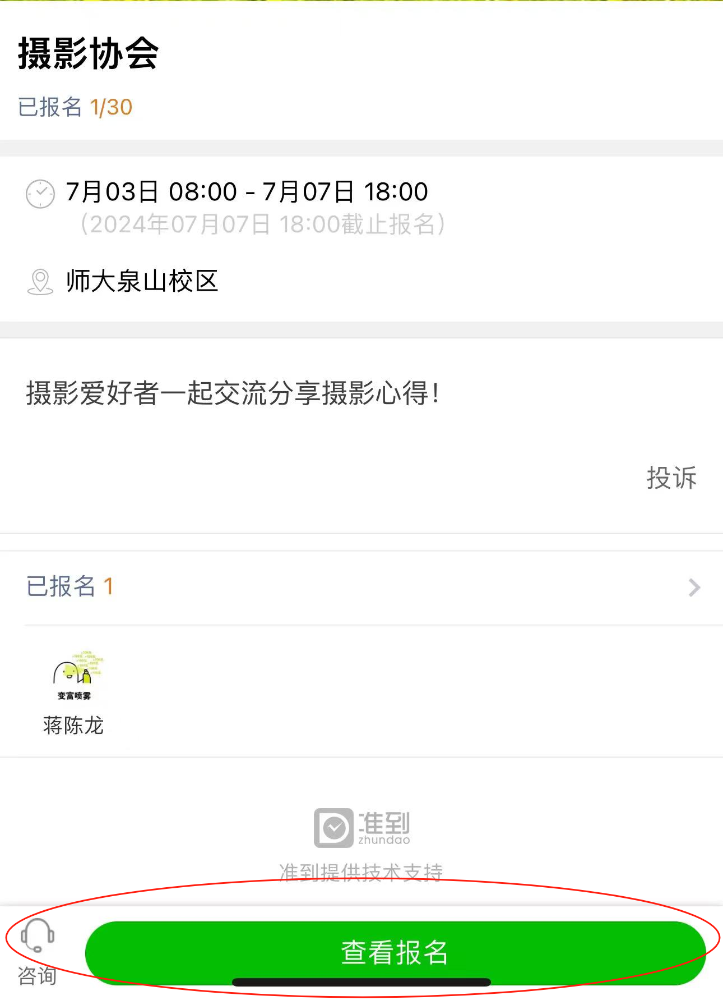 摄影协会
已报名 1/30
7月03日 08:00 - 7月07日 18:00
（2024年07月07日 18:00截止报名）
师大泉山校区
摄影爱好者一起交流分享摄影心得！
投诉
已报名 1
变富喷雾
蒋陈龙
准到
zhundao
准到提供技术支持
查看报名
咨询